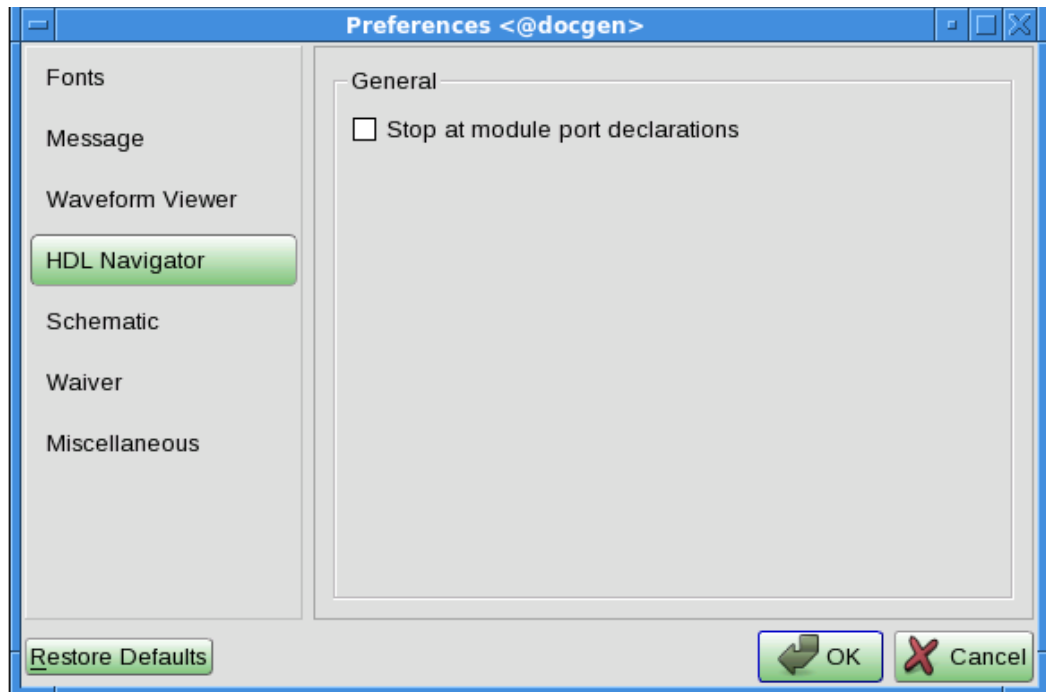 Preferences <@docgen>
Fonts
Message
Waveform Viewer
HDL Navigator
Schematic
Waiver
Miscellaneous
General
Stop at module port declarations
Restore Defaults
OK
Cancel